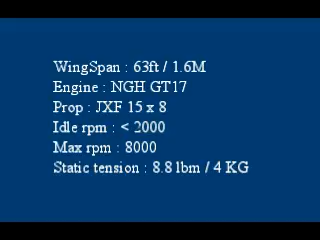 WingSpan : 63ft / 1.6M
Engine : NGH GT17
Prop : JXF 15 x 8
Idle rpm : < 2000
Max rpm : 8000
Static tension : 8.8 lbm / 4 KG